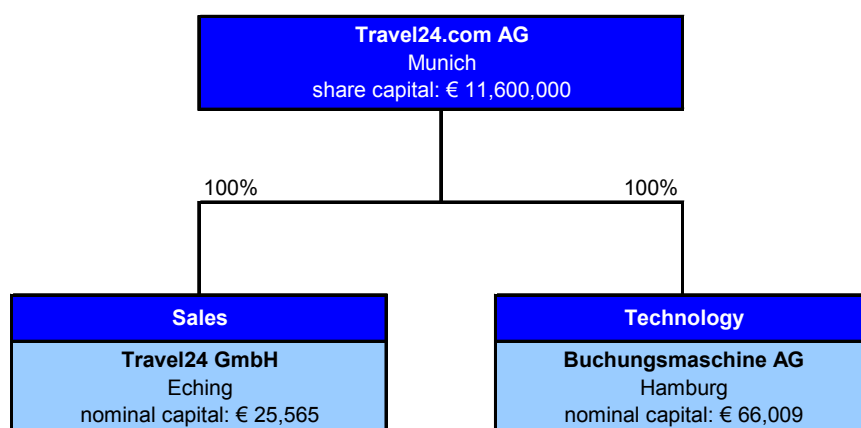 Travel24.com AG
Munich
share capital: € 11,600,000
100%
100%
Sales
Travel24 GmbH
Eching
nominal capital: € 25,565
Technology
Buchungsmaschine AG
Hamburg
nominal capital: € 66,009